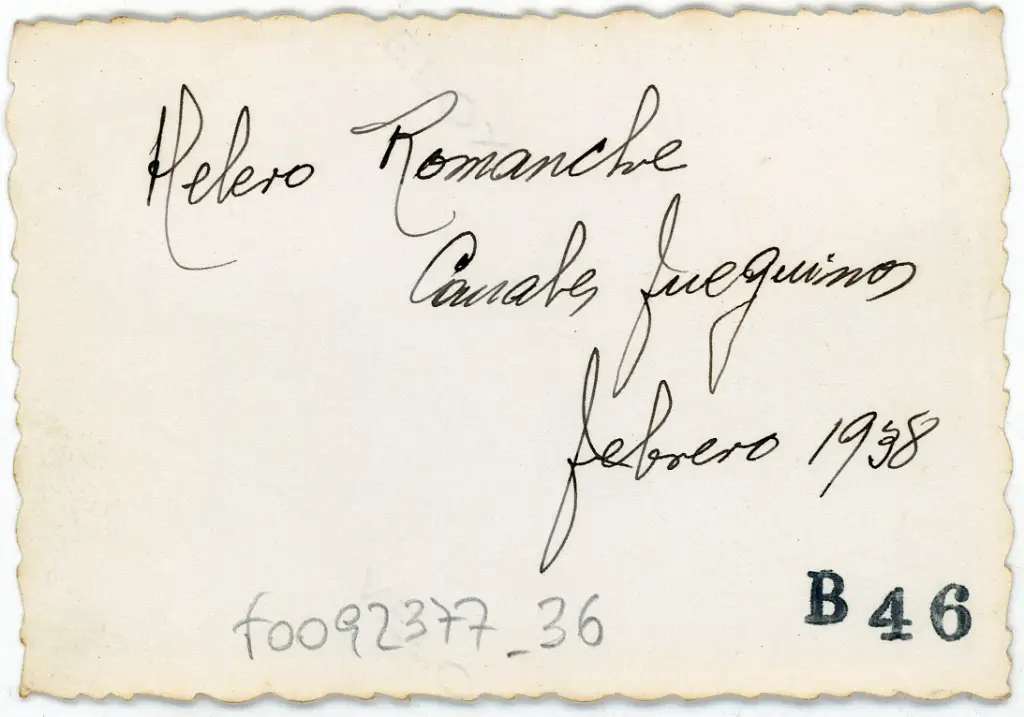 Helero Romanche
Canales fueguinos
febrero 1938
B46
f0092377_36